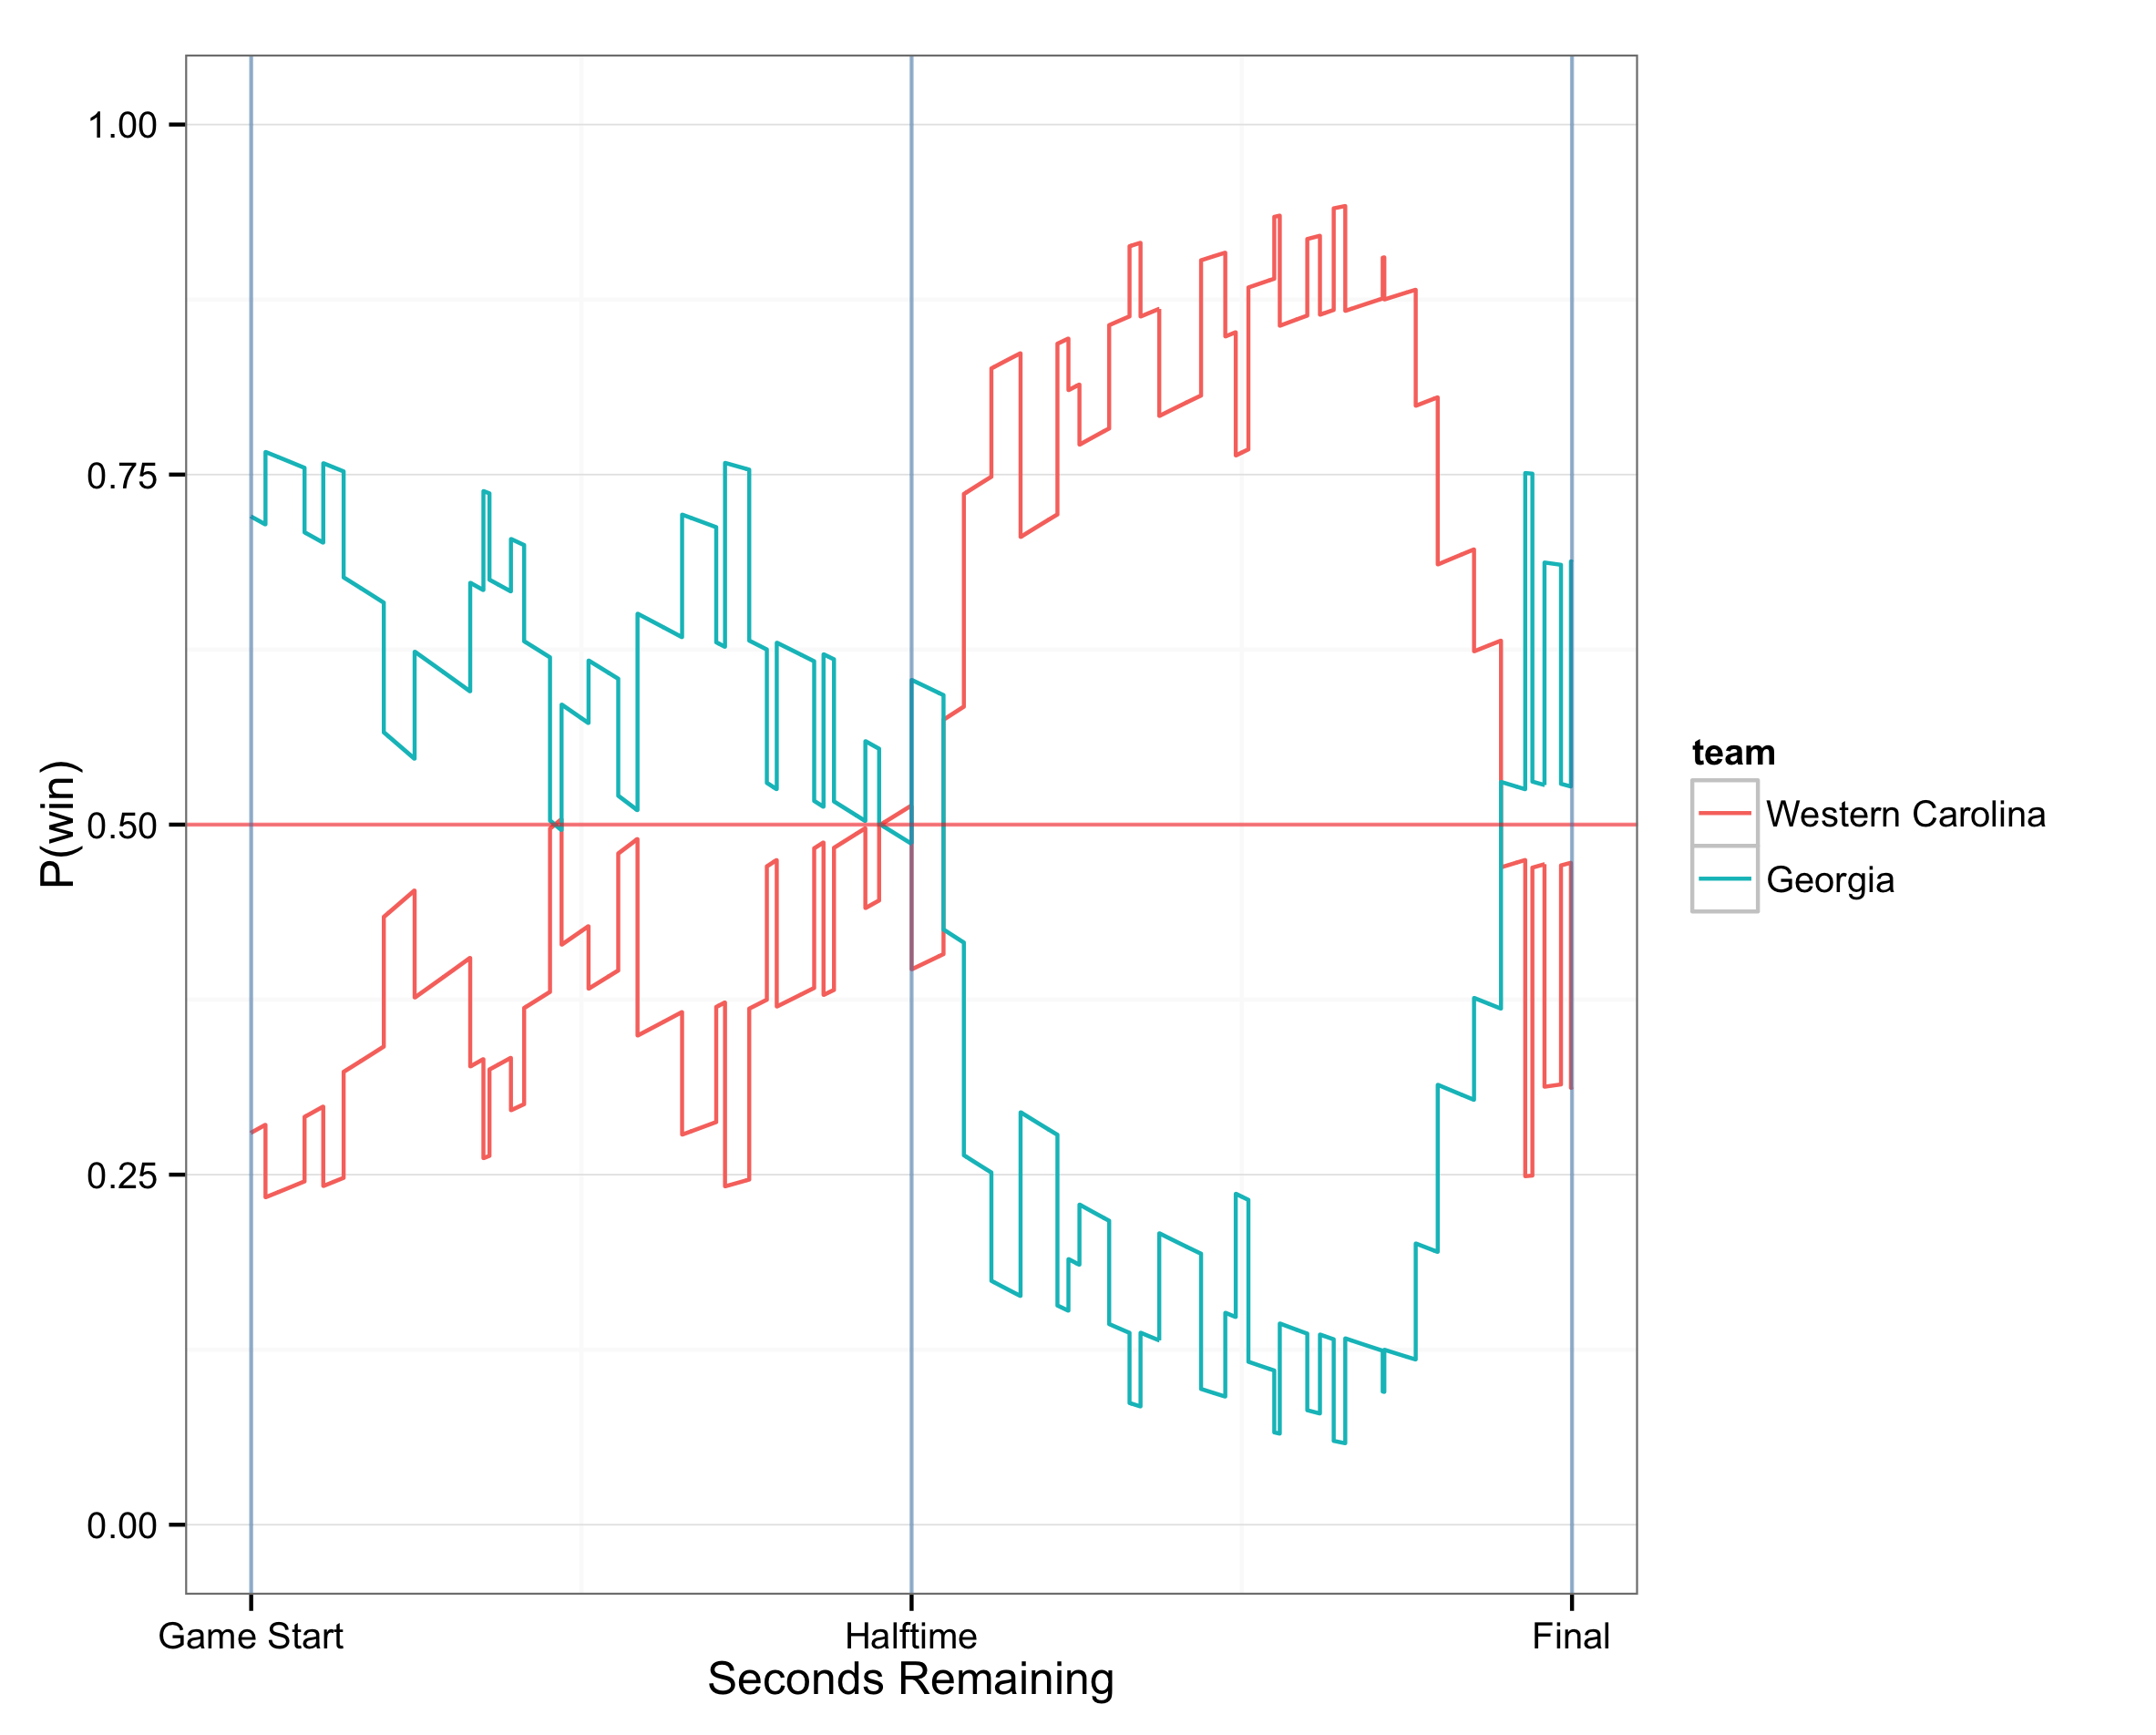 P(win)
1.00
0.75
0.50
0.25
0.00
Game Start
Halftime
Final
Seconds Remaining
team
Western Carolina
Georgia